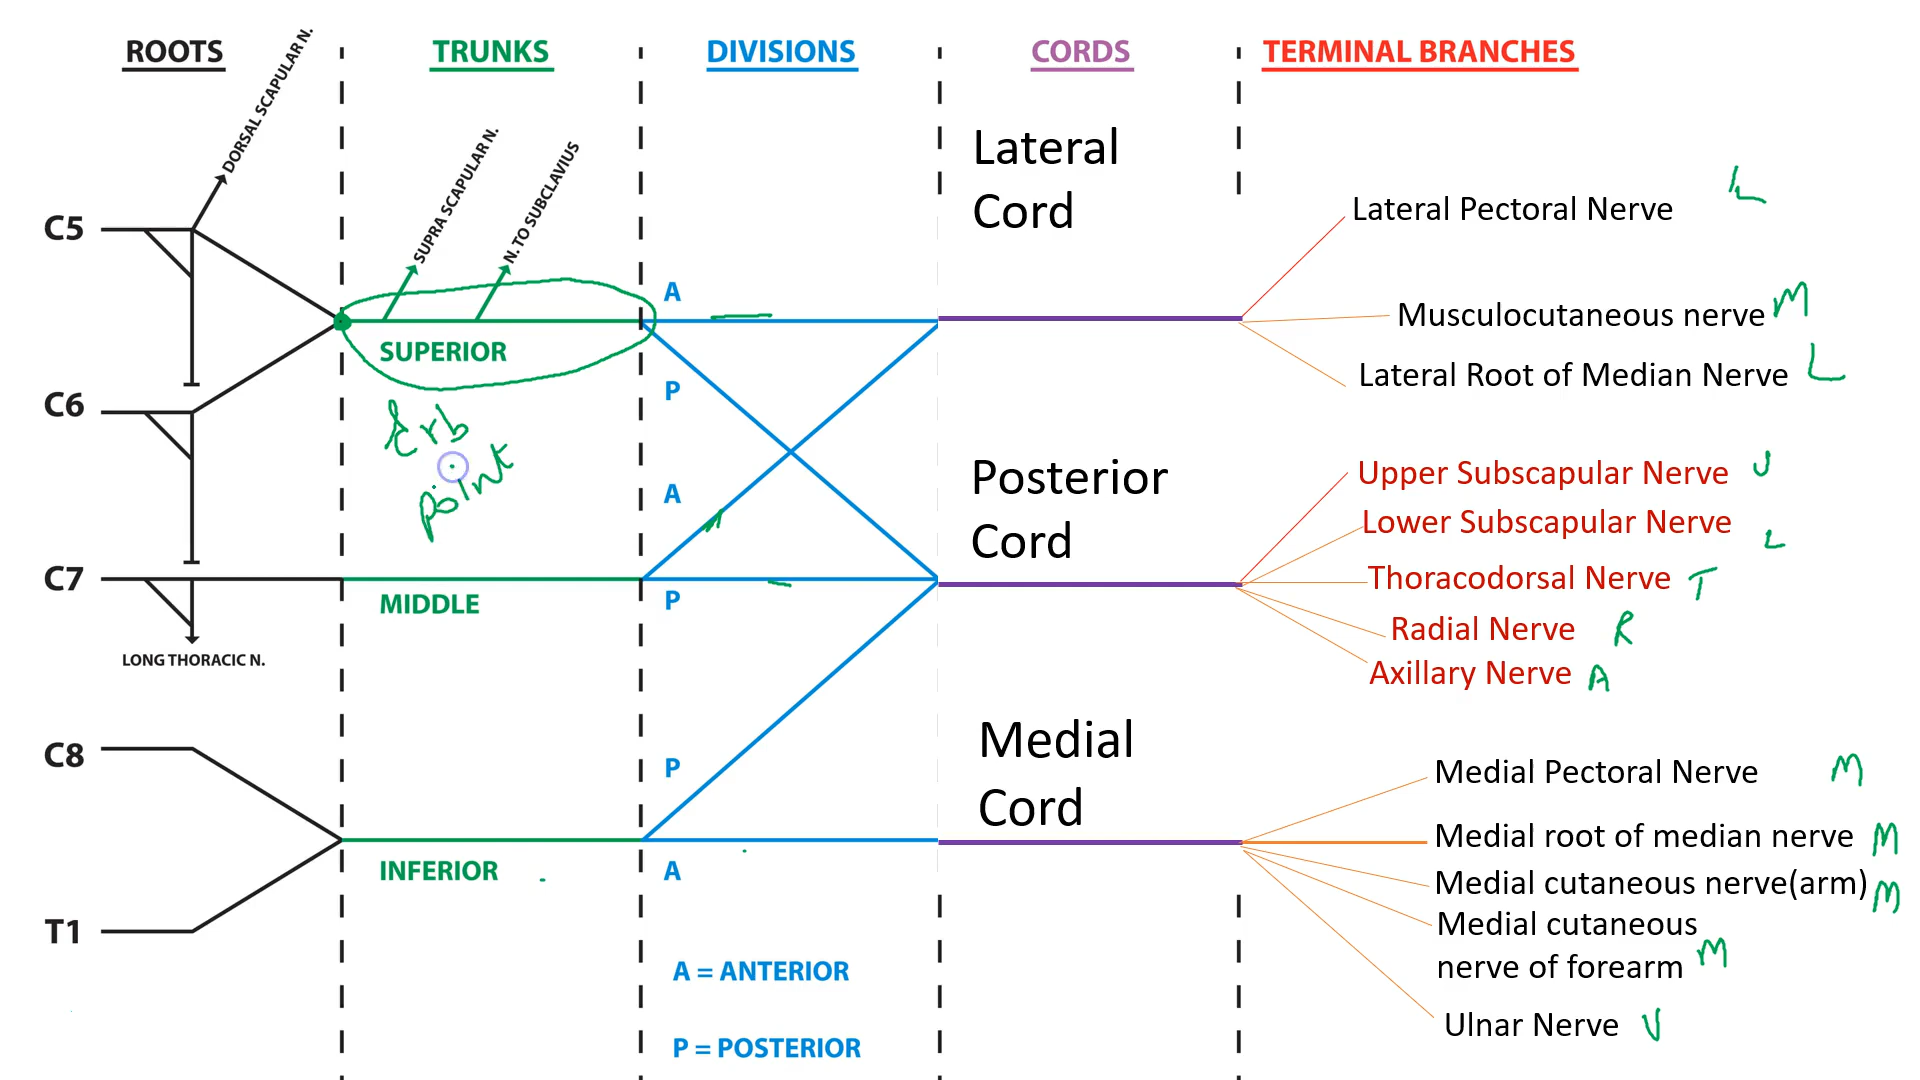 ROOTS
TRUNKS
DIVISIONS
CORDS
TERMINAL BRANCHES
DORSAL SCAPULAR N.
SUPRA SCAPULAR N.
N. TO SUBCLAVIUS
C5
C6
C7
LONG THORACIC N.
C8
T1
SUPERIOR
Erb
point
MIDDLE
INFERIOR
A
P
A
P
P
A
A = ANTERIOR
P = POSTERIOR
Lateral
Cord
Posterior
Cord
Medial
Cord
Lateral Pectoral Nerve L
Musculocutaneous nerve M
Lateral Root of Median Nerve L
Upper Subscapular Nerve U
Lower Subscapular Nerve L
Thoracodorsal Nerve T
Radial Nerve R
Axillary Nerve A
Medial Pectoral Nerve M
Medial root of median nerve M
Medial cutaneous nerve(arm) M
Medial cutaneous
nerve of forearm M
Ulnar Nerve U